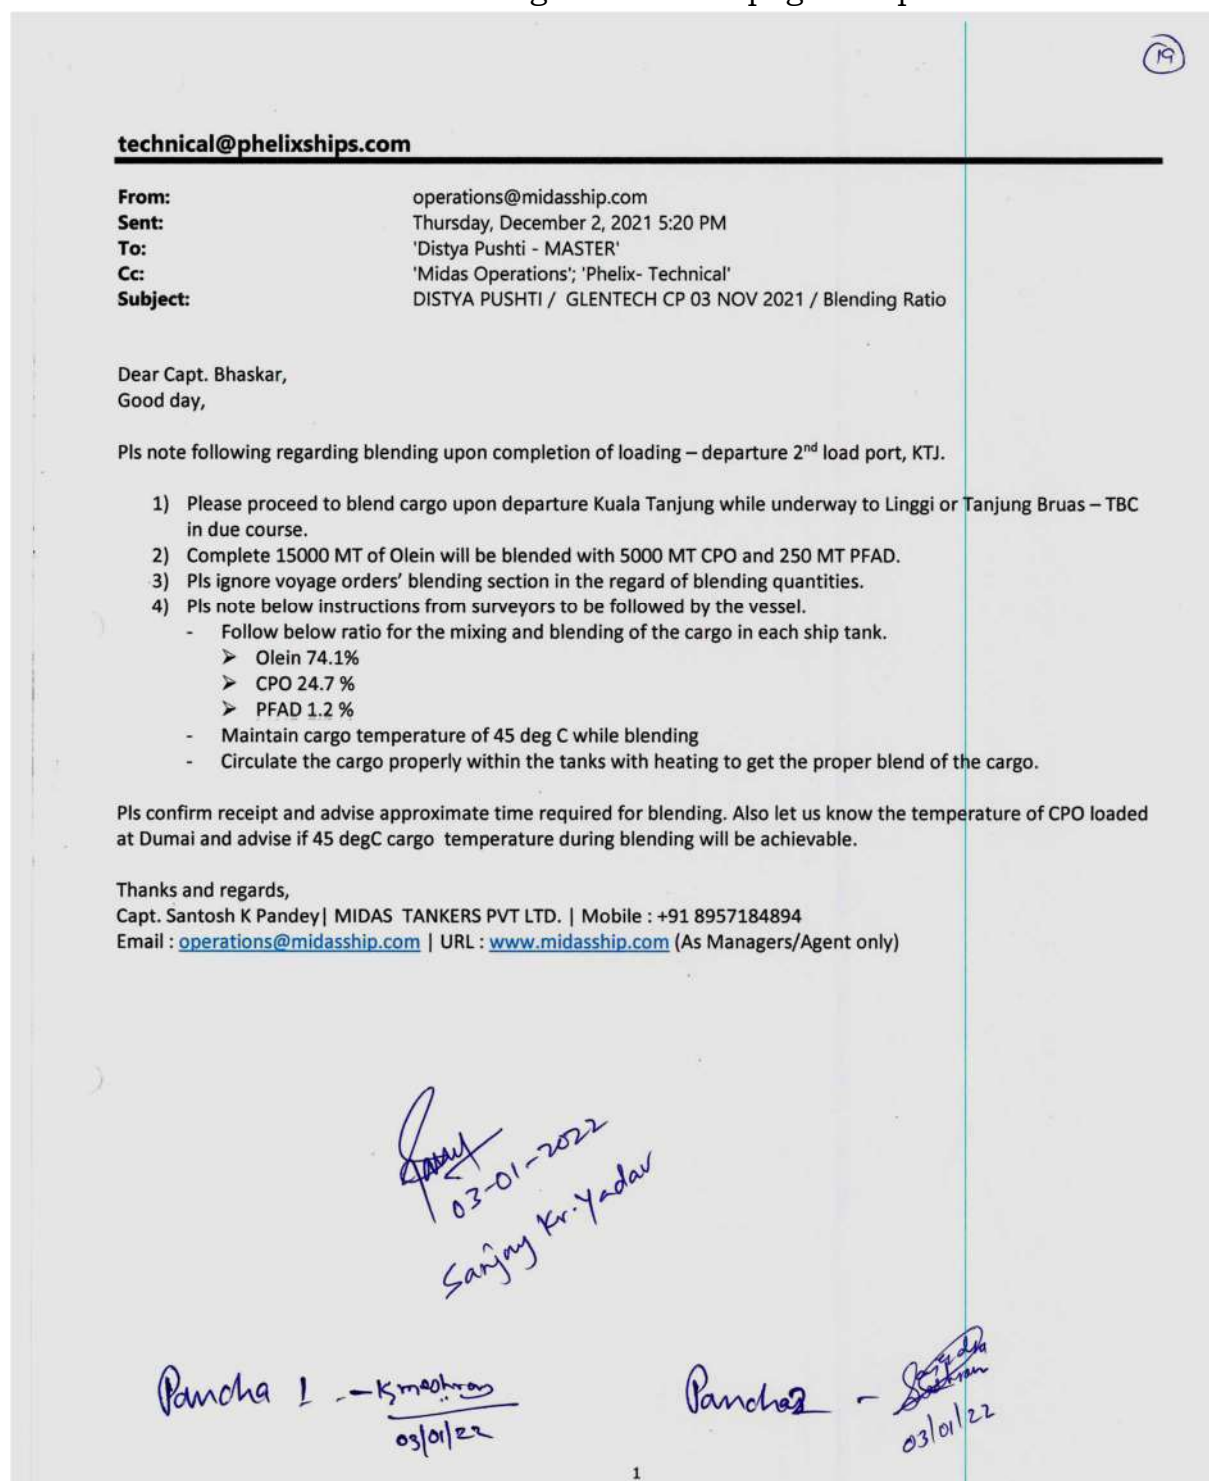 19
technical@phelixships.com
From: operations@midasship.com
Sent: Thursday, December 2, 2021 5:20 PM
To: 'Distya Pushti - MASTER'
Cc: 'Midas Operations'; 'Phelix- Technical'
Subject: DISTYA PUSHTI / GLENTECH CP 03 NOV 2021 / Blending Ratio
Dear Capt. Bhaskar,
Good day,
Pls note following regarding blending upon completion of loading – departure 2nd load port, KTJ.
1) Please proceed to blend cargo upon departure Kuala Tanjung while underway to Linggi or Tanjung Bruas – TBC
in due course.
2) Complete 15000 MT of Olein will be blended with 5000 MT CPO and 250 MT PFAD.
3) Pls ignore voyage orders' blending section in the regard of blending quantities.
4) Pls note below instructions from surveyors to be followed by the vessel.
- Follow below ratio for the mixing and blending of the cargo in each ship tank.
➢ Olein 74.1%
➢ CPO 24.7 %
➢ PFAD 1.2 %
- Maintain cargo temperature of 45 deg C while blending
- Circulate the cargo properly within the tanks with heating to get the proper blend of the cargo.
Pls confirm receipt and advise approximate time required for blending. Also let us know the temperature of CPO loaded
at Dumai and advise if 45 degC cargo temperature during blending will be achievable.
Thanks and regards,
Capt. Santosh K Pandey| MIDAS TANKERS PVT LTD. | Mobile : +91 8957184894
Email : operations@midasship.com | URL : www.midasship.com (As Managers/Agent only)
03-01-2022
Sanjay Kr. Yadav
Pancha 1 -
03/01/22
Pancha2 -
03/01/22
1